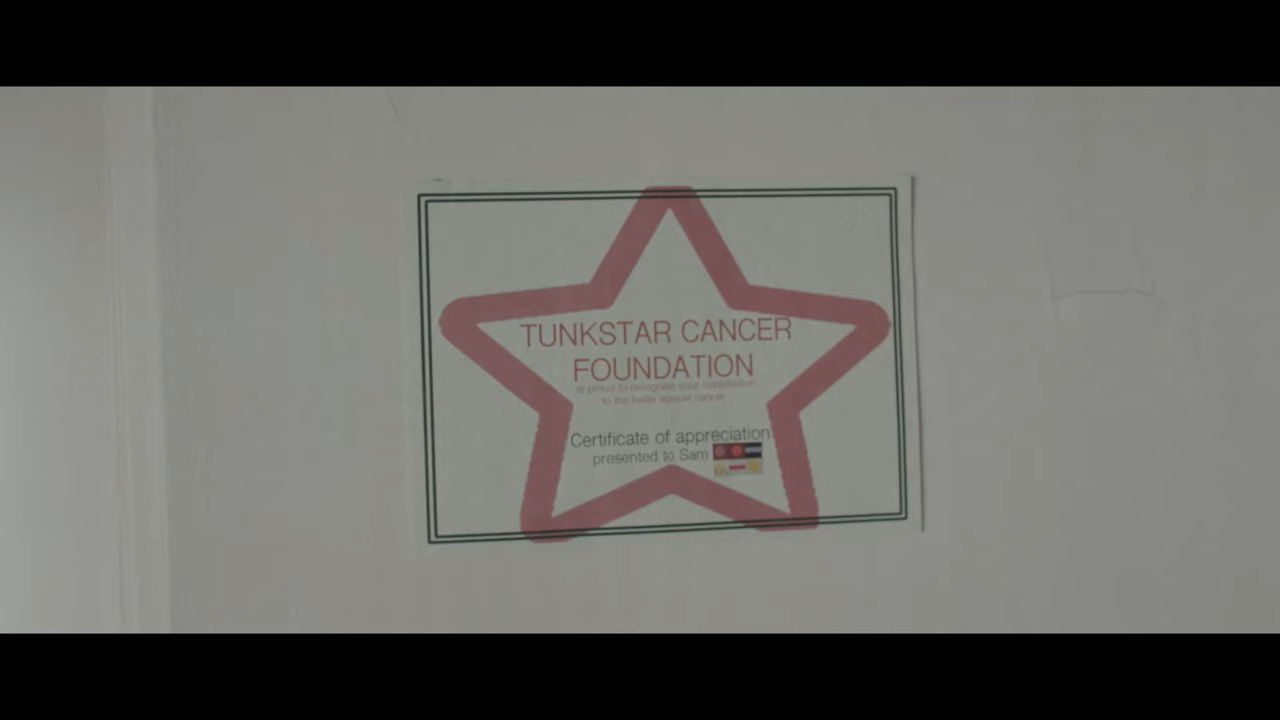 TUNKSTAR CANCER
FOUNDATION
is proud to recognise your contribution
to the battle against cancer
Certificate of appreciation
presented to Sam